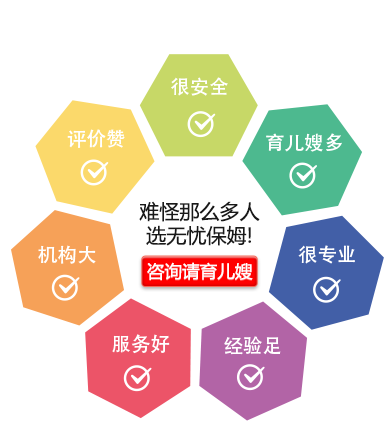 很安全
评价赞
育儿嫂多
难怪那么多人
选无忧保姆!
咨询请育儿嫂
机构大
很专业
服务好
经验足